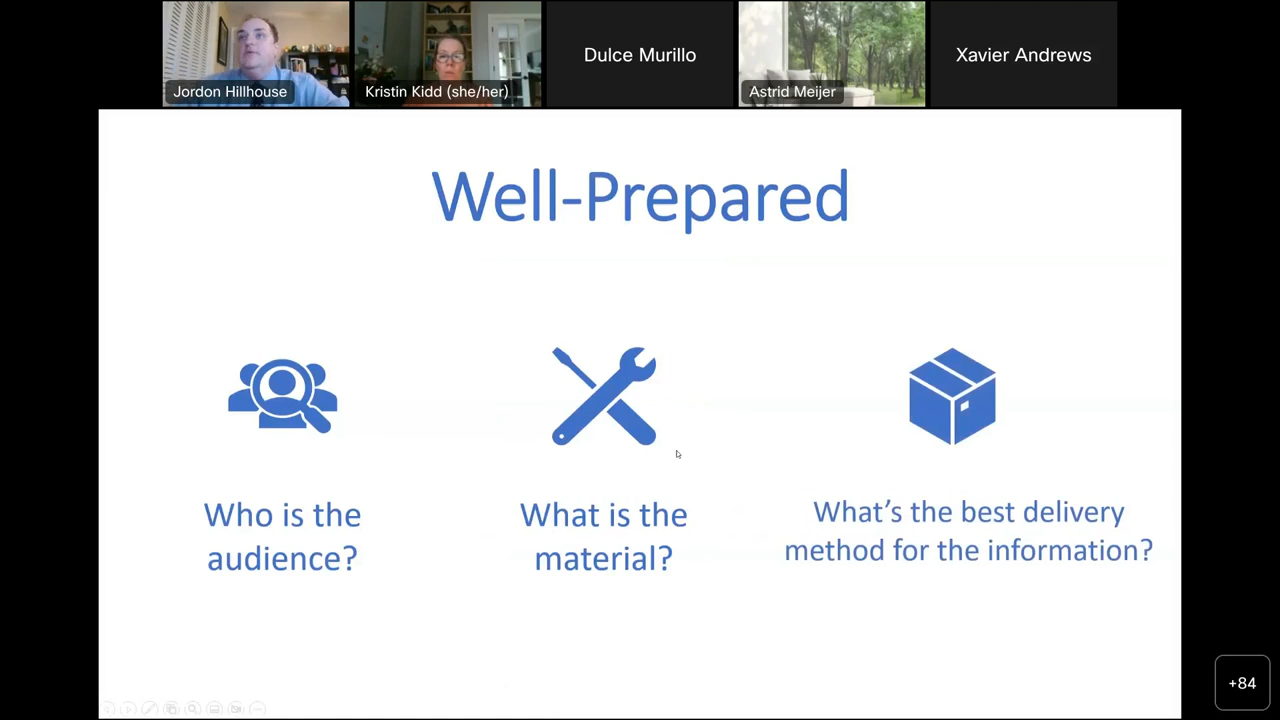 Jordon Hillhouse
Kristin Kidd (she/her)
Dulce Murillo
Astrid Meijer
Xavier Andrews
Well-Prepared
Who is the
audience?
What is the
material?
What’s the best delivery
method for the information?
+84